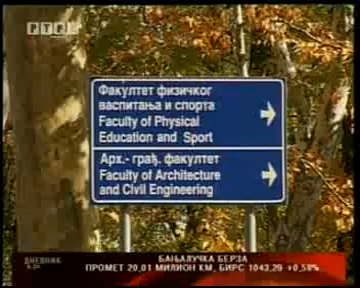 РТРС
Факултет физичког
васпитања и спорта
Faculty of Physical
Education and Sport
Арх.- грађ. факултет
Faculty of Architecture
and Civil Engineering
ДНЕВНИК
БАЊАЛУЧКА БЕРЗА
ПРОМЕТ 20,01 МИЛИОН КМ, БИРС 1043,29 +0,58%